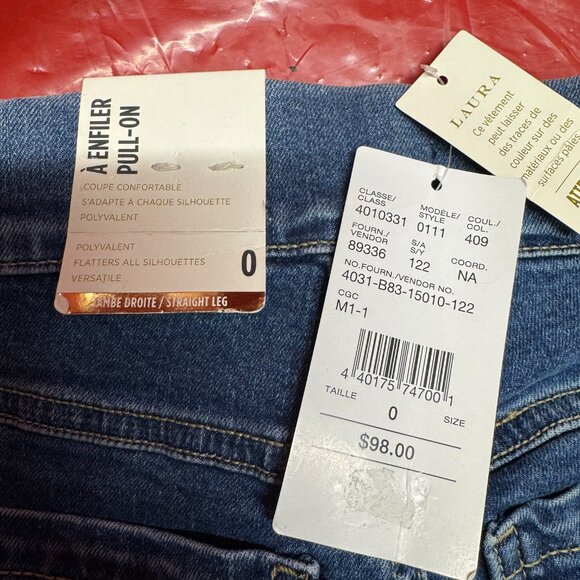 À ENFILER
PULL-ON
COUPE CONFORTABLE
S'ADAPTE À CHAQUE SILHOUETTE
POLYVALENT
POLYVALENT
FLATTERS ALL SILHOUETTES
VERSATILE
0
JAMBE DROITE / STRAIGHT LEG
CLASSE/ MODÈLE/ COUL./
CLASS STYLE COL.
4010331 0111 409
FOURN./ S/A COORD.
VENDOR S/Y
89336 122 NA
NO.FOURN./VENDOR NO.
4031-B83-15010-122
CGC
M1-1
4 40175 74700 1
TAILLE 0 SIZE
$98.00
LAURA
Ce vêtement
peut laisser
des traces de
couleur sur des
matériaux ou des
surfaces pâles